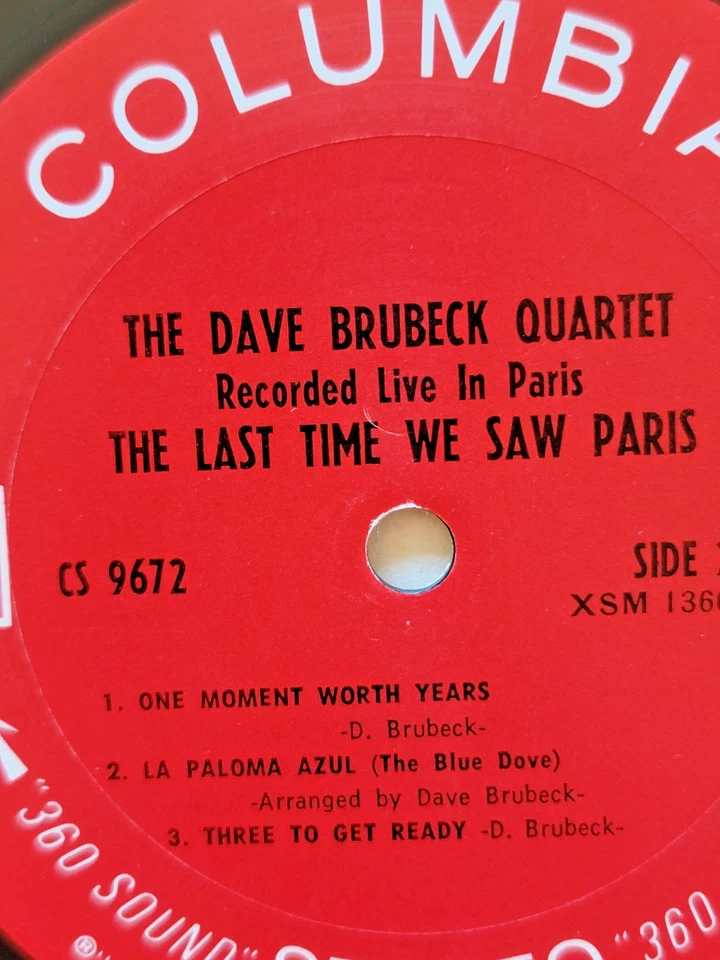 COLUMBIA
THE DAVE BRUBECK QUARTET
Recorded Live In Paris
THE LAST TIME WE SAW PARIS
CS 9672
SIDE
XSM 136
1. ONE MOMENT WORTH YEARS
-D. Brubeck-
2. LA PALOMA AZUL (The Blue Dove)
-Arranged by Dave Brubeck-
3. THREE TO GET READY -D. Brubeck-
"360 SOUND" STEREO "360
®